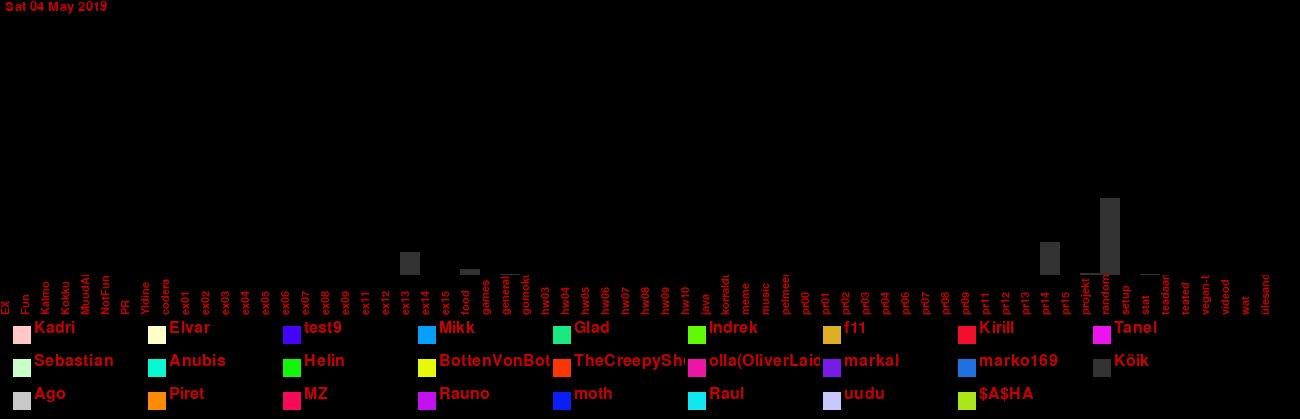 Sat 04 May 2019
EX Fun Kalmo Kokku MuudAi NotFun PR Yldine codera ex01 ex02 ex03 ex04 ex05 ex06 ex07 ex08 ex09 ex11 ex12 ex13 ex14 ex15 food games general gomoku hw03 hw04 hw05 hw06 hw07 hw08 hw09 hw10 java korraldu meme music pelmeen pr00 pr01 pr02 pr03 pr04 pr06 pr07 pr08 pr09 pr11 pr12 pr13 pr14 pr15 projekt random setup stat teadaan teated vegan-b videod wat ülesand
Kadri Elvar test9 Mikk Glad Indrek f11 Kirill Tanel
Sebastian Anubis Helin BottenVonBot TheCreepyShe olla(OliverLaid markal marko169 Köik
Ago Piret MZ Rauno moth Raul uudu $A$HA